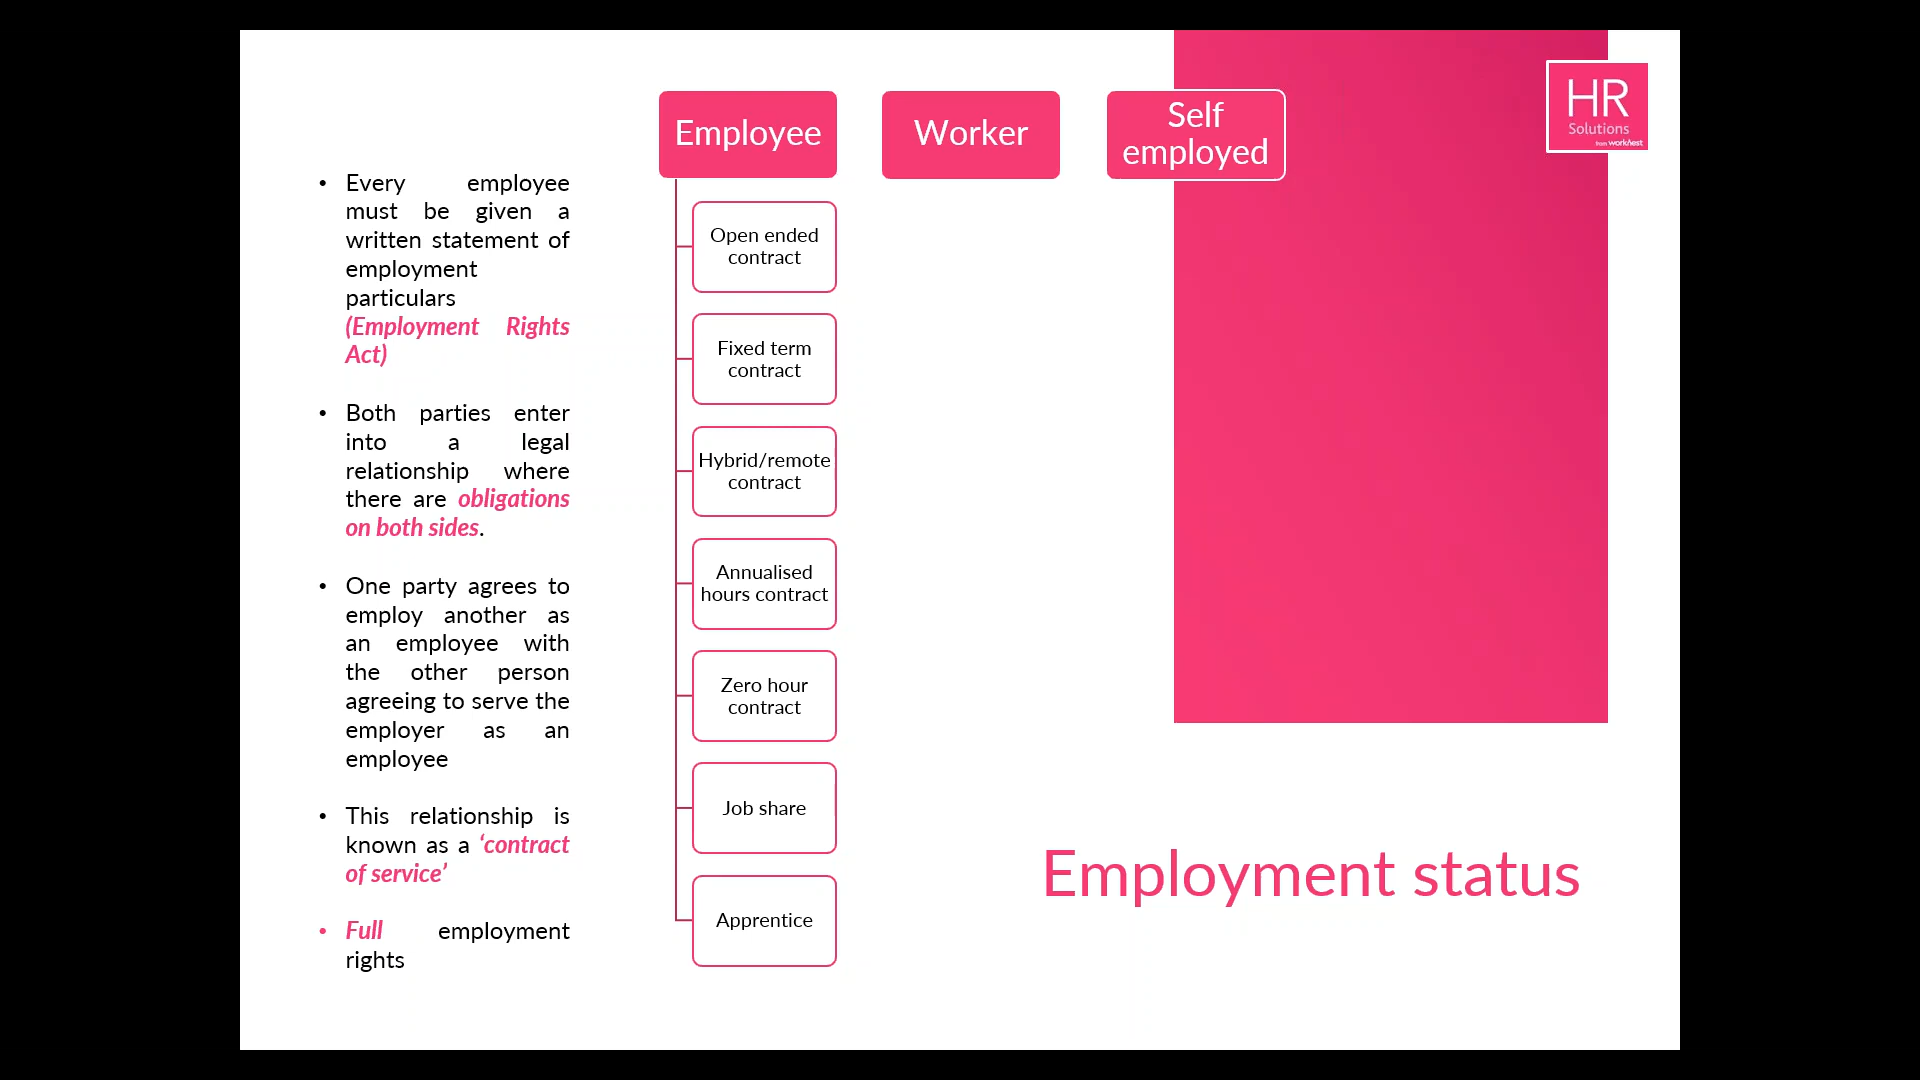 Employee
Worker
Self
employed
HR
Solutions
from worknest
• Every employee
must be given a
written statement of
employment
particulars
(Employment Rights
Act)
• Both parties enter
into a legal
relationship where
there are obligations
on both sides.
• One party agrees to
employ another as
an employee with
the other person
agreeing to serve the
employer as an
employee
• This relationship is
known as a ‘contract
of service’
• Full employment
rights
Open ended
contract
Fixed term
contract
Hybrid/remote
contract
Annualised
hours contract
Zero hour
contract
Job share
Apprentice
Employment status